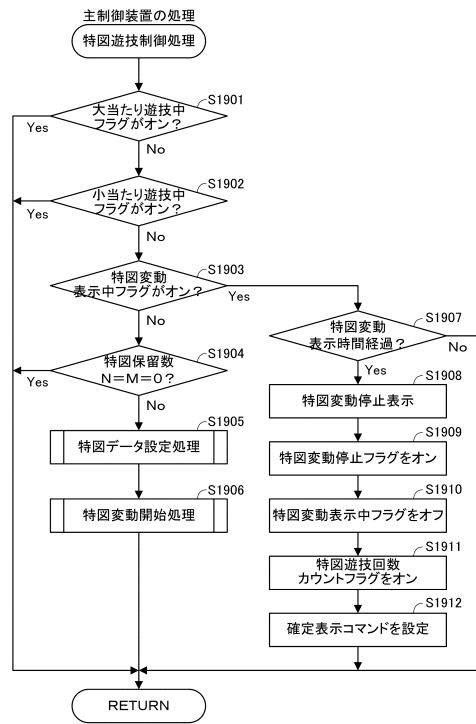 主制御装置の処理
特図遊技制御処理
S1901
大当たり遊技中
フラグがオン？
Yes
No
S1902
小当たり遊技中
フラグがオン？
Yes
No
S1903
特図変動
表示中フラグがオン？
Yes
No
S1904
特図保留数
N＝M＝0？
Yes
No
S1905
特図データ設定処理
S1906
特図変動開始処理
S1907
特図変動
表示時間経過？
No
Yes
S1908
特図変動停止表示
S1909
特図変動停止フラグをオン
S1910
特図変動表示中フラグをオフ
S1911
特図遊技回数
カウントフラグをオン
S1912
確定表示コマンドを設定
RETURN